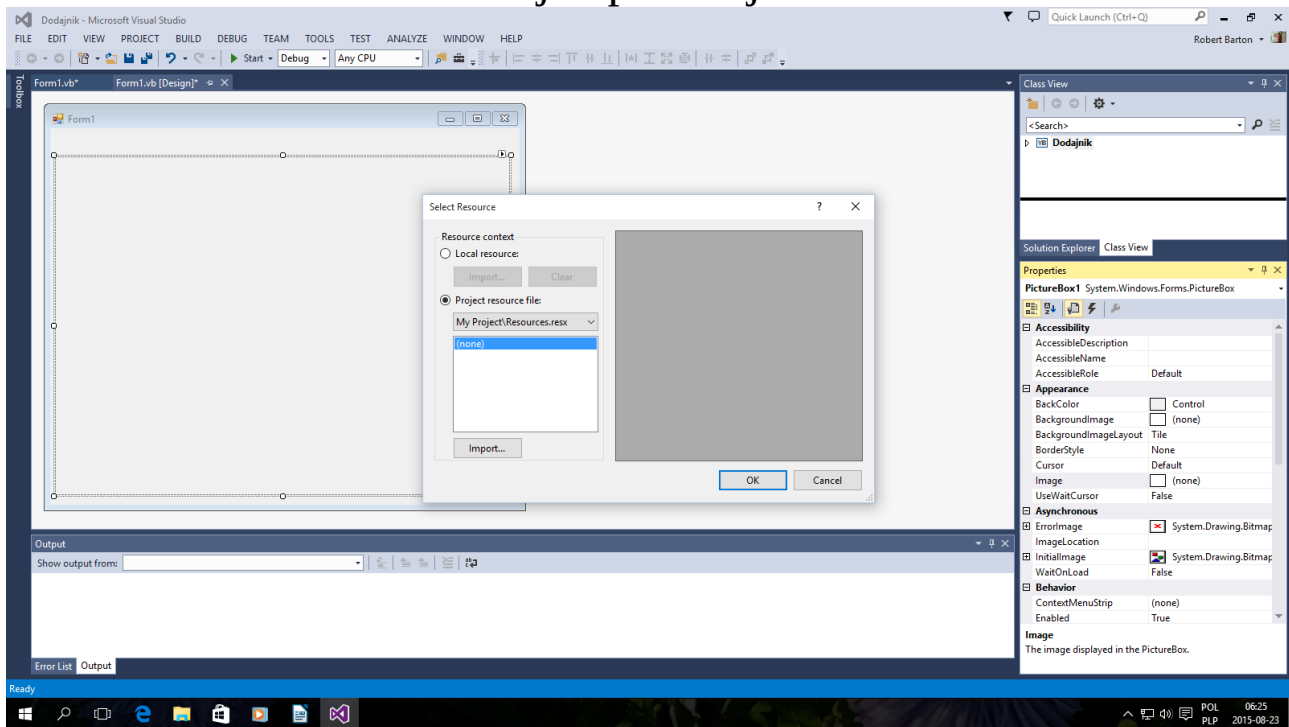 Dodajnik - Microsoft Visual Studio
Quick Launch (Ctrl+Q)
FILE EDIT VIEW PROJECT BUILD DEBUG TEAM TOOLS TEST ANALYZE WINDOW HELP
Robert Barton
Start Debug Any CPU
Toolbox
Form1.vb* Form1.vb [Design]*
Form1
Select Resource
?
Resource context
Local resource:
Import... Clear
Project resource file:
My Project\Resources.resx
(none)
Import...
OK Cancel
Class View
<Search>
VB Dodajnik
Solution Explorer Class View
Properties
PictureBox1 System.Windows.Forms.PictureBox
Accessibility
AccessibleDescription
AccessibleName
AccessibleRole Default
Appearance
BackColor Control
BackgroundImage (none)
BackgroundImageLayout Tile
BorderStyle None
Cursor Default
Image (none)
UseWaitCursor False
Asynchronous
ErrorImage System.Drawing.Bitmap
ImageLocation
InitialImage System.Drawing.Bitmap
WaitOnLoad False
Behavior
ContextMenuStrip (none)
Enabled True
Image
The image displayed in the PictureBox.
Output
Show output from:
Error List Output
Ready
POL 06:25
PLP 2015-08-23